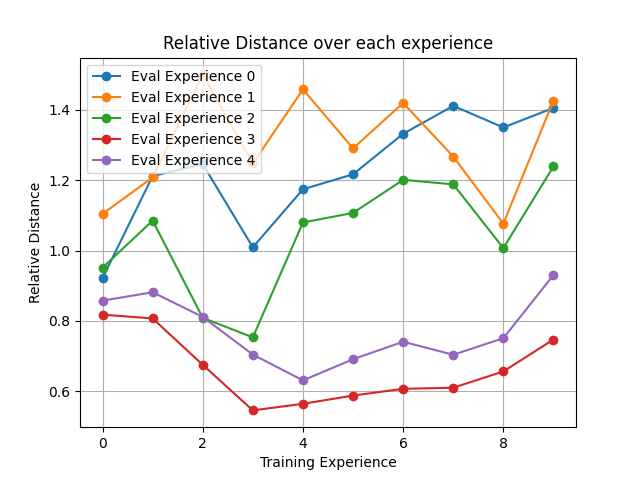 Relative Distance over each experience
Eval Experience 0
Eval Experience 1
Eval Experience 2
Eval Experience 3
Eval Experience 4
1.4
1.2
1.0
0.8
0.6
Relative Distance
0 2 4 6 8
Training Experience